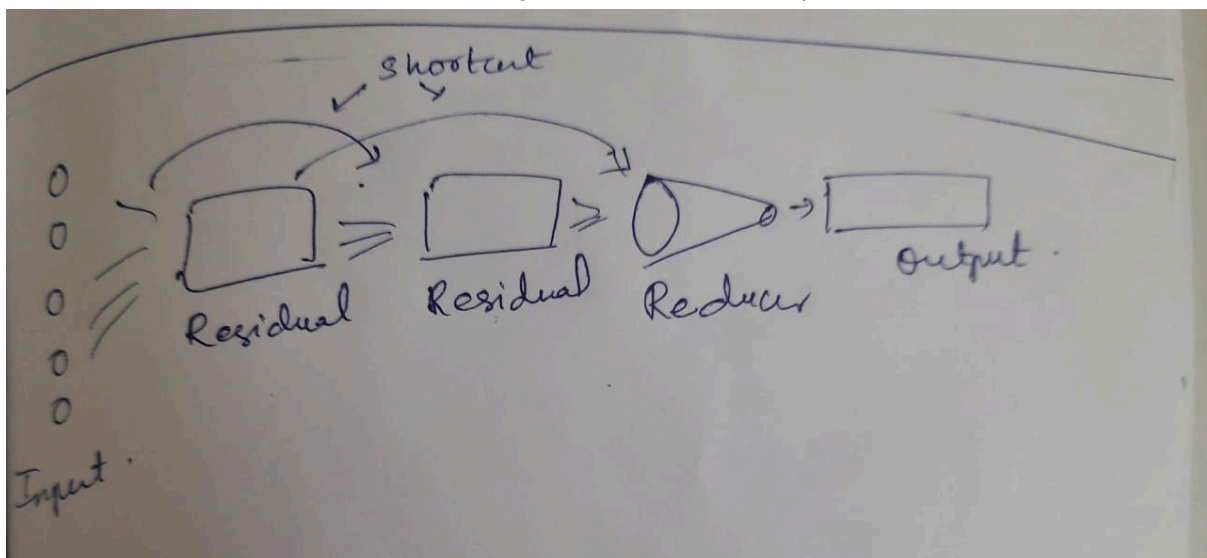 shortcut
Residual
Residual
Reducer
Output.
Input.